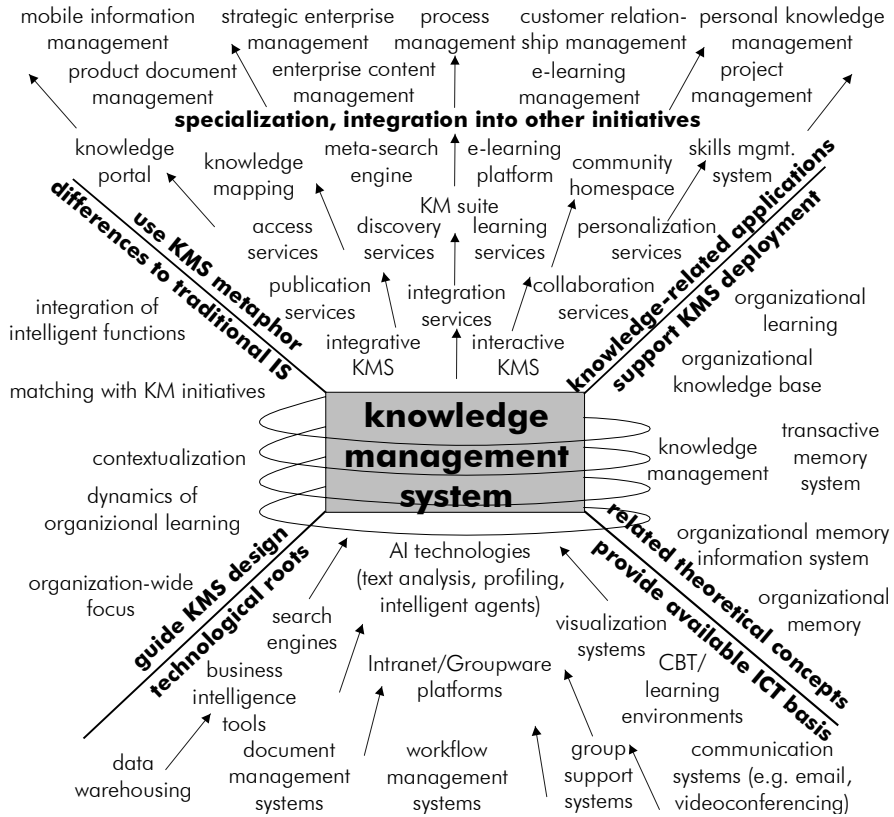 mobile information
management
strategic enterprise
management
process
management
customer relation-
ship management
personal knowledge
management
product document
management
enterprise content
management
e-learning
management
project
management
specialization, integration into other initiatives
knowledge
portal
knowledge
mapping
meta-search
engine
e-learning
platform
community
homespace
skills mgmt.
system
KM suite
access
services
discovery
services
learning
services
personalization
services
publication
services
integration
services
collaboration
services
integrative
KMS
interactive
KMS
use KMS metaphor
differences to traditional IS
knowledge-related applications
support KMS deployment
integration of
intelligent functions
matching with KM initiatives
contextualization
dynamics of
organizional learning
organization-wide
focus
knowledge
management
system
organizational
learning
organizational
knowledge base
knowledge
management
transactive
memory
system
organizational memory
information system
organizational
memory
guide KMS design
technological roots
related theoretical concepts
provide available ICT basis
AI technologies
(text analysis, profiling,
intelligent agents)
search
engines
visualization
systems
business
intelligence
tools
Intranet/Groupware
platforms
CBT/
learning
environments
data
warehousing
document
management
systems
workflow
management
systems
group
support
systems
communication
systems (e.g. email,
videoconferencing)